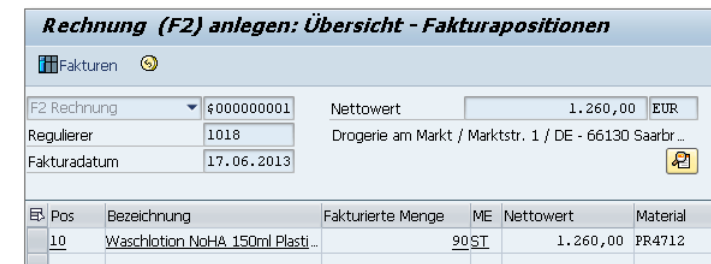 Rechnung (F2) anlegen: Übersicht - Fakturapositionen
Fakturen
F2 Rechnung $000000001 Nettowert 1.260,00 EUR
Regulierer 1018 Drogerie am Markt / Marktstr. 1 / DE - 66130 Saarbr...
Fakturadatum 17.06.2013
Pos Bezeichnung Fakturierte Menge ME Nettowert Material
10 Waschlotion NoHA 150ml Plasti... 90 ST 1.260,00 PR4712